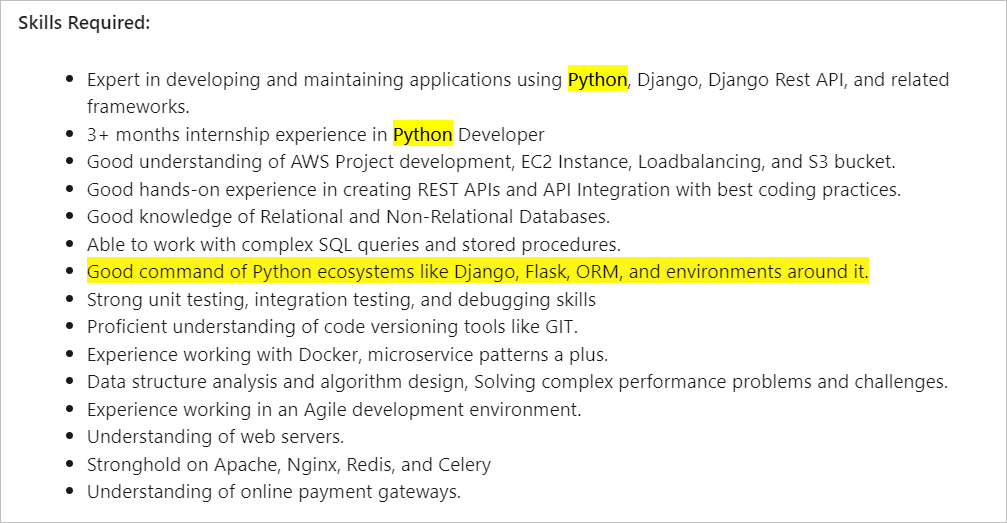 Skills Required:
• Expert in developing and maintaining applications using Python, Django, Django Rest API, and related
frameworks.
• 3+ months internship experience in Python Developer
• Good understanding of AWS Project development, EC2 Instance, Loadbalancing, and S3 bucket.
• Good hands-on experience in creating REST APIs and API Integration with best coding practices.
• Good knowledge of Relational and Non-Relational Databases.
• Able to work with complex SQL queries and stored procedures.
• Good command of Python ecosystems like Django, Flask, ORM, and environments around it.
• Strong unit testing, integration testing, and debugging skills
• Proficient understanding of code versioning tools like GIT.
• Experience working with Docker, microservice patterns a plus.
• Data structure analysis and algorithm design, Solving complex performance problems and challenges.
• Experience working in an Agile development environment.
• Understanding of web servers.
• Stronghold on Apache, Nginx, Redis, and Celery
• Understanding of online payment gateways.